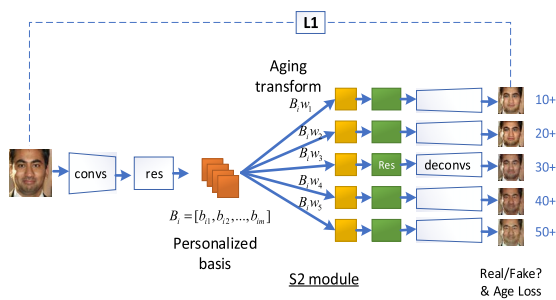 L1
Aging
transform
B_i w_1
10+
B_i w_2
20+
B_i w_3
convs
res
Res
deconvs
30+
B_i w_4
40+
B_i w_5
B_i = [b_i1, b_i2, ..., b_im]
50+
Personalized
basis
S2 module
Real/Fake?
& Age Loss